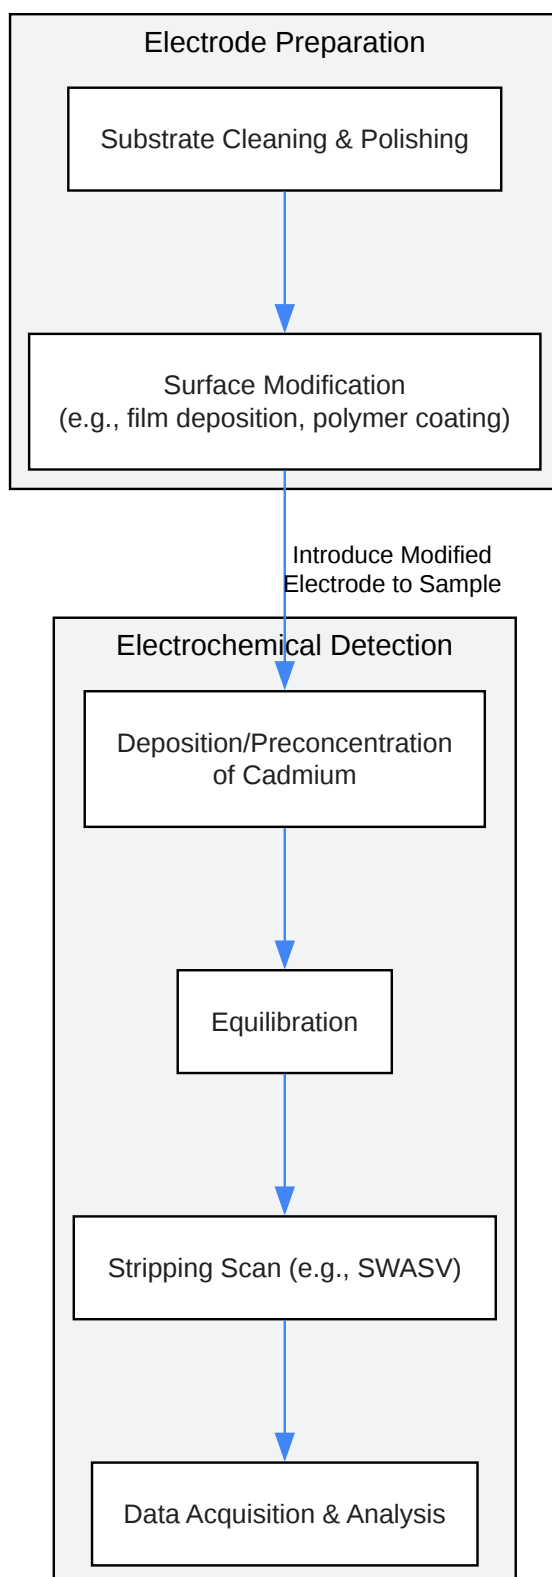 Electrode Preparation
Substrate Cleaning & Polishing
Surface Modification
(e.g., film deposition, polymer coating)
Introduce Modified
Electrode to Sample
Electrochemical Detection
Deposition/Preconcentration
of Cadmium
Equilibration
Stripping Scan (e.g., SWASV)
Data Acquisition & Analysis